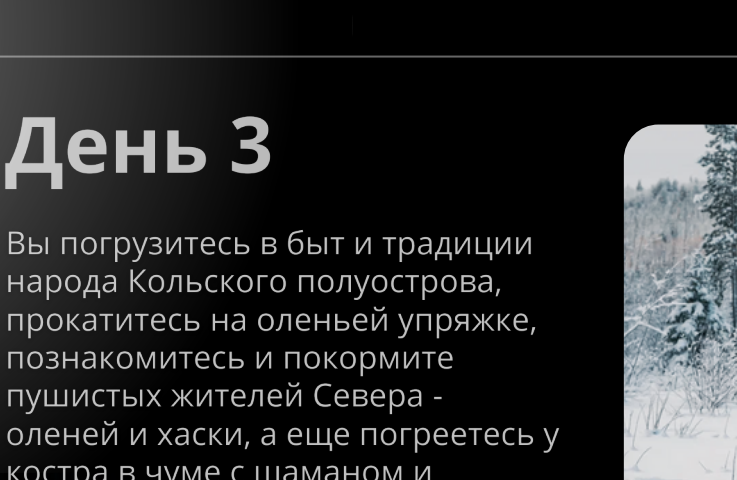 День 3
Вы погрузитесь в быт и традиции
народа Кольского полуострова,
прокатитесь на оленьей упряжке,
познакомитесь и покормите
пушистых жителей Севера -
оленей и хаски, а еще погреетесь у
костра в чуме с шаманом и